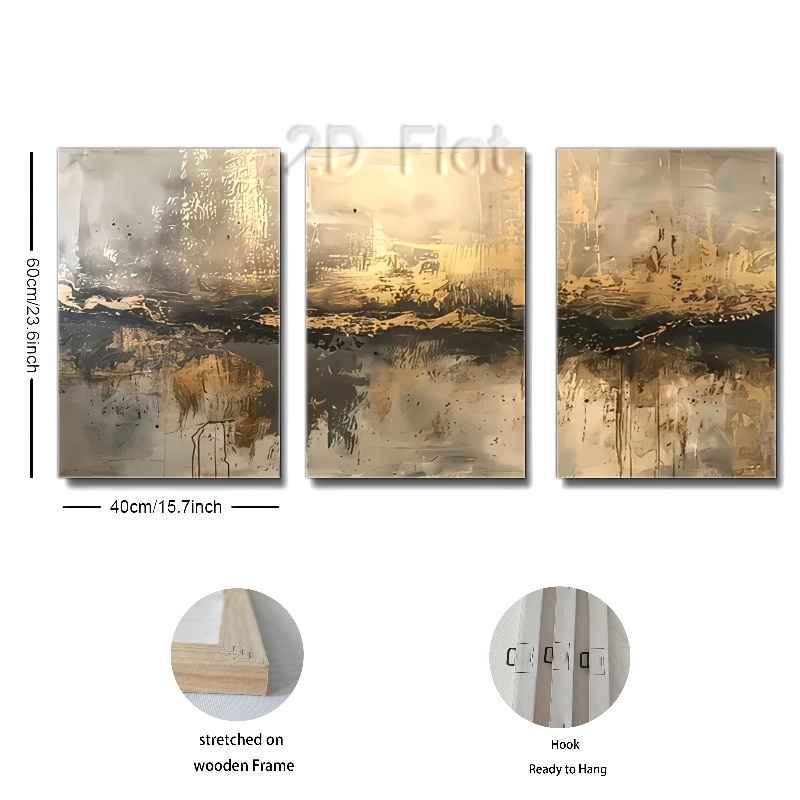 2D Flat
60cm/23.6inch
40cm/15.7inch
stretched on
wooden Frame
Hook
Ready to Hang